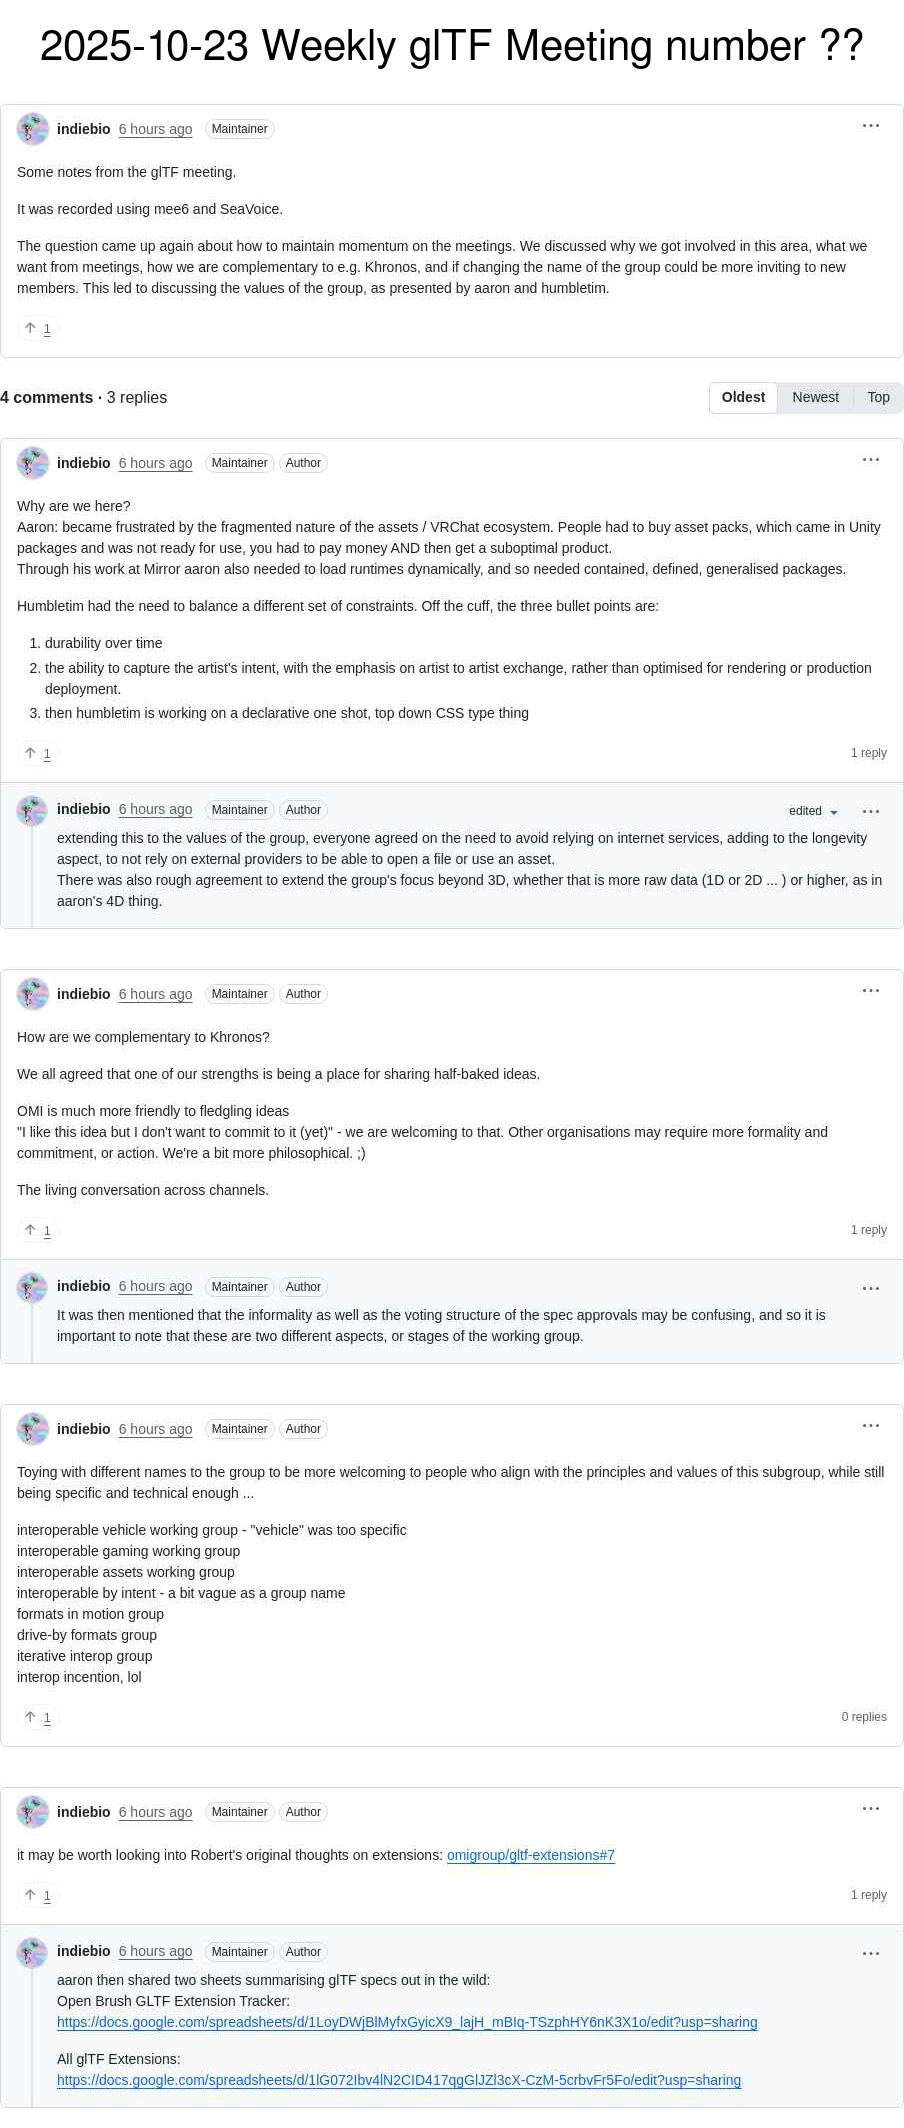 2025-10-23 Weekly glTF Meeting number ??
indiebio 6 hours ago Maintainer
Some notes from the glTF meeting.
It was recorded using mee6 and SeaVoice.
The question came up again about how to maintain momentum on the meetings. We discussed why we got involved in this area, what we
want from meetings, how we are complementary to e.g. Khronos, and if changing the name of the group could be more inviting to new
members. This led to discussing the values of the group, as presented by aaron and humbletim.
1
4 comments · 3 replies
Oldest Newest Top
indiebio 6 hours ago Maintainer Author
Why are we here?
Aaron: became frustrated by the fragmented nature of the assets / VRChat ecosystem. People had to buy asset packs, which came in Unity
packages and was not ready for use, you had to pay money AND then get a suboptimal product.
Through his work at Mirror aaron also needed to load runtimes dynamically, and so needed contained, defined, generalised packages.
Humbletim had the need to balance a different set of constraints. Off the cuff, the three bullet points are:
1. durability over time
2. the ability to capture the artist's intent, with the emphasis on artist to artist exchange, rather than optimised for rendering or production
deployment.
3. then humbletim is working on a declarative one shot, top down CSS type thing
1 1 reply
indiebio 6 hours ago Maintainer Author edited
extending this to the values of the group, everyone agreed on the need to avoid relying on internet services, adding to the longevity
aspect, to not rely on external providers to be able to open a file or use an asset.
There was also rough agreement to extend the group's focus beyond 3D, whether that is more raw data (1D or 2D ... ) or higher, as in
aaron's 4D thing.
indiebio 6 hours ago Maintainer Author
How are we complementary to Khronos?
We all agreed that one of our strengths is being a place for sharing half-baked ideas.
OMI is much more friendly to fledgling ideas
"I like this idea but I don't want to commit to it (yet)" - we are welcoming to that. Other organisations may require more formality and
commitment, or action. We're a bit more philosophical. ;)
The living conversation across channels.
1 1 reply
indiebio 6 hours ago Maintainer Author
It was then mentioned that the informality as well as the voting structure of the spec approvals may be confusing, and so it is
important to note that these are two different aspects, or stages of the working group.
indiebio 6 hours ago Maintainer Author
Toying with different names to the group to be more welcoming to people who align with the principles and values of this subgroup, while still
being specific and technical enough ...
interoperable vehicle working group - "vehicle" was too specific
interoperable gaming working group
interoperable assets working group
interoperable by intent - a bit vague as a group name
formats in motion group
drive-by formats group
iterative interop group
interop incention, lol
1 0 replies
indiebio 6 hours ago Maintainer Author
it may be worth looking into Robert's original thoughts on extensions: omigroup/gltf-extensions#7
1 1 reply
indiebio 6 hours ago Maintainer Author
aaron then shared two sheets summarising glTF specs out in the wild:
Open Brush GLTF Extension Tracker:
https://docs.google.com/spreadsheets/d/1LoyDWjBlMyfxGyicX9_lajH_mBIq-TSzphHY6nK3X1o/edit?usp=sharing
All glTF Extensions:
https://docs.google.com/spreadsheets/d/1lG072Ibv4lN2CID417qgGlJZl3cX-CzM-5crbvFr5Fo/edit?usp=sharing